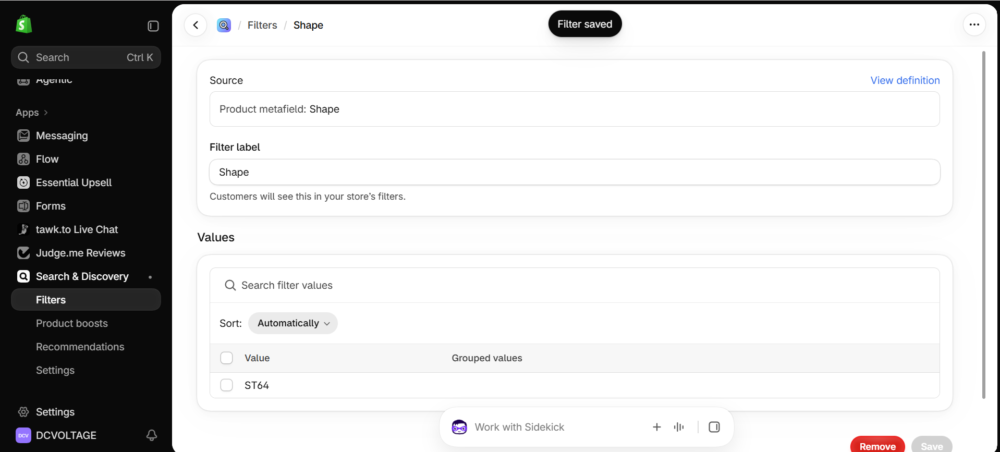 Search Ctrl K
Agentic
Apps
Messaging
Flow
Essential Upsell
Forms
tawk.to Live Chat
Judge.me Reviews
Search & Discovery
Filters
Product boosts
Recommendations
Settings
Settings
DCV DCVOLTAGE
/ Filters / Shape
Filter saved
Source View definition
Product metafield: Shape
Filter label
Shape
Customers will see this in your store’s filters.
Values
Search filter values
Sort: Automatically
Value Grouped values
ST64
Work with Sidekick
Remove Save